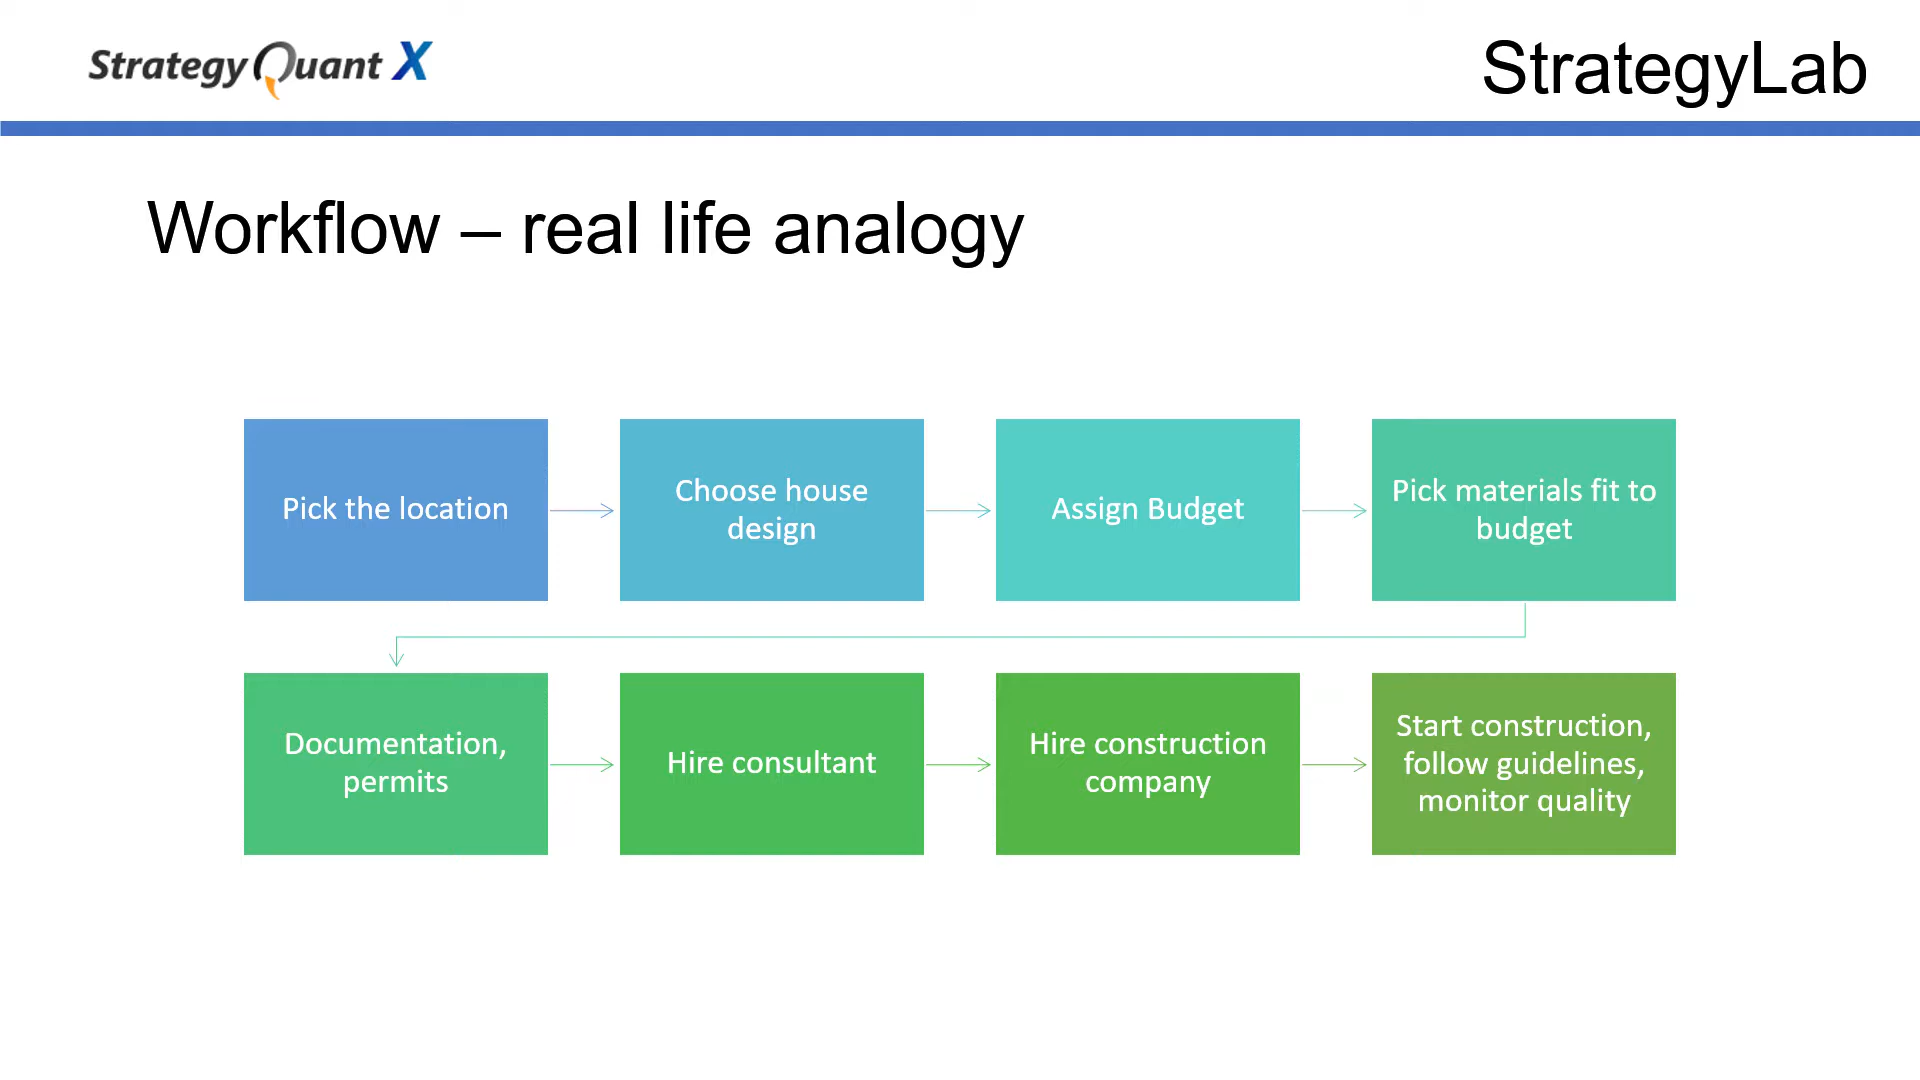 StrategyQuant X
StrategyLab
Workflow – real life analogy
Pick the location
Choose house
design
Assign Budget
Pick materials fit to
budget
Documentation,
permits
Hire consultant
Hire construction
company
Start construction,
follow guidelines,
monitor quality